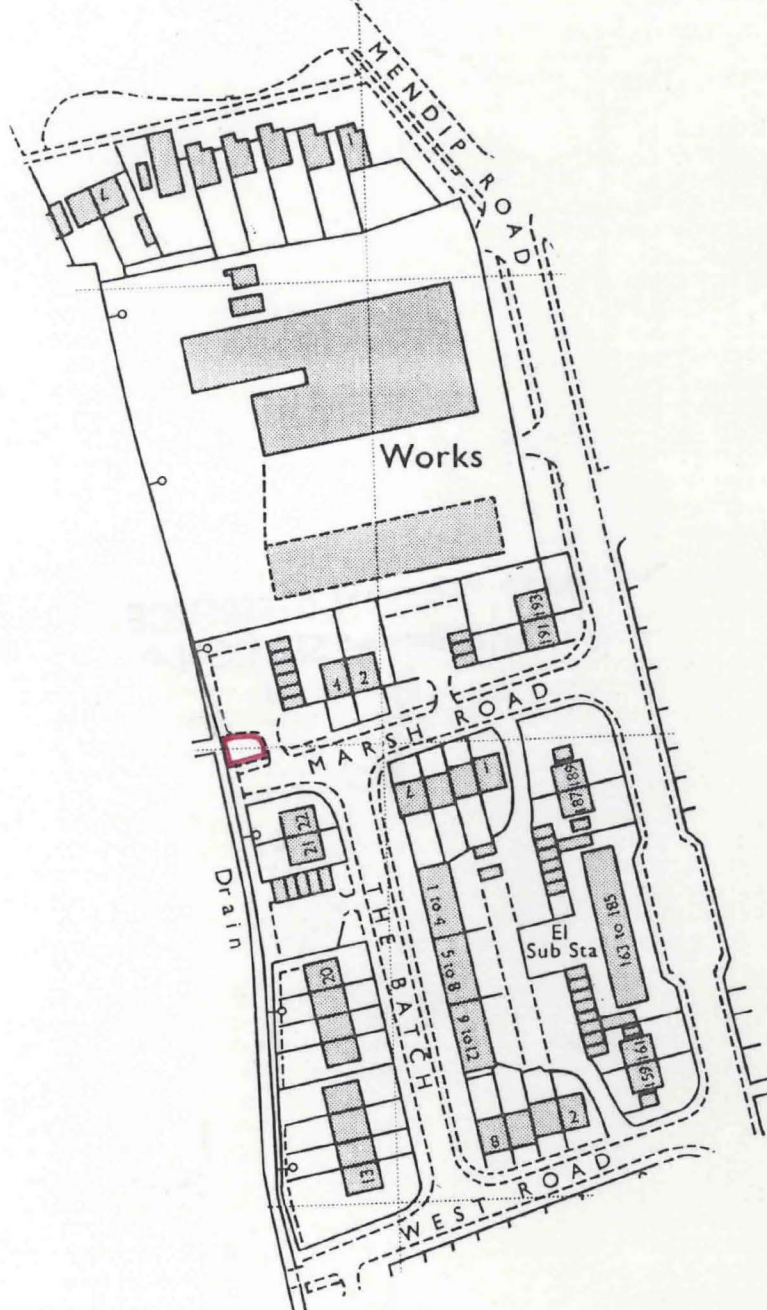 MENDIP ROAD
1
7
Works
193
191
4
2
MARSH ROAD
1
7
189
187
22
21
Drain
THE BATCH
1 to 4
5 to 8
9 to 12
El
Sub Sta
163 to 185
20
161
159
2
8
13
WEST ROAD